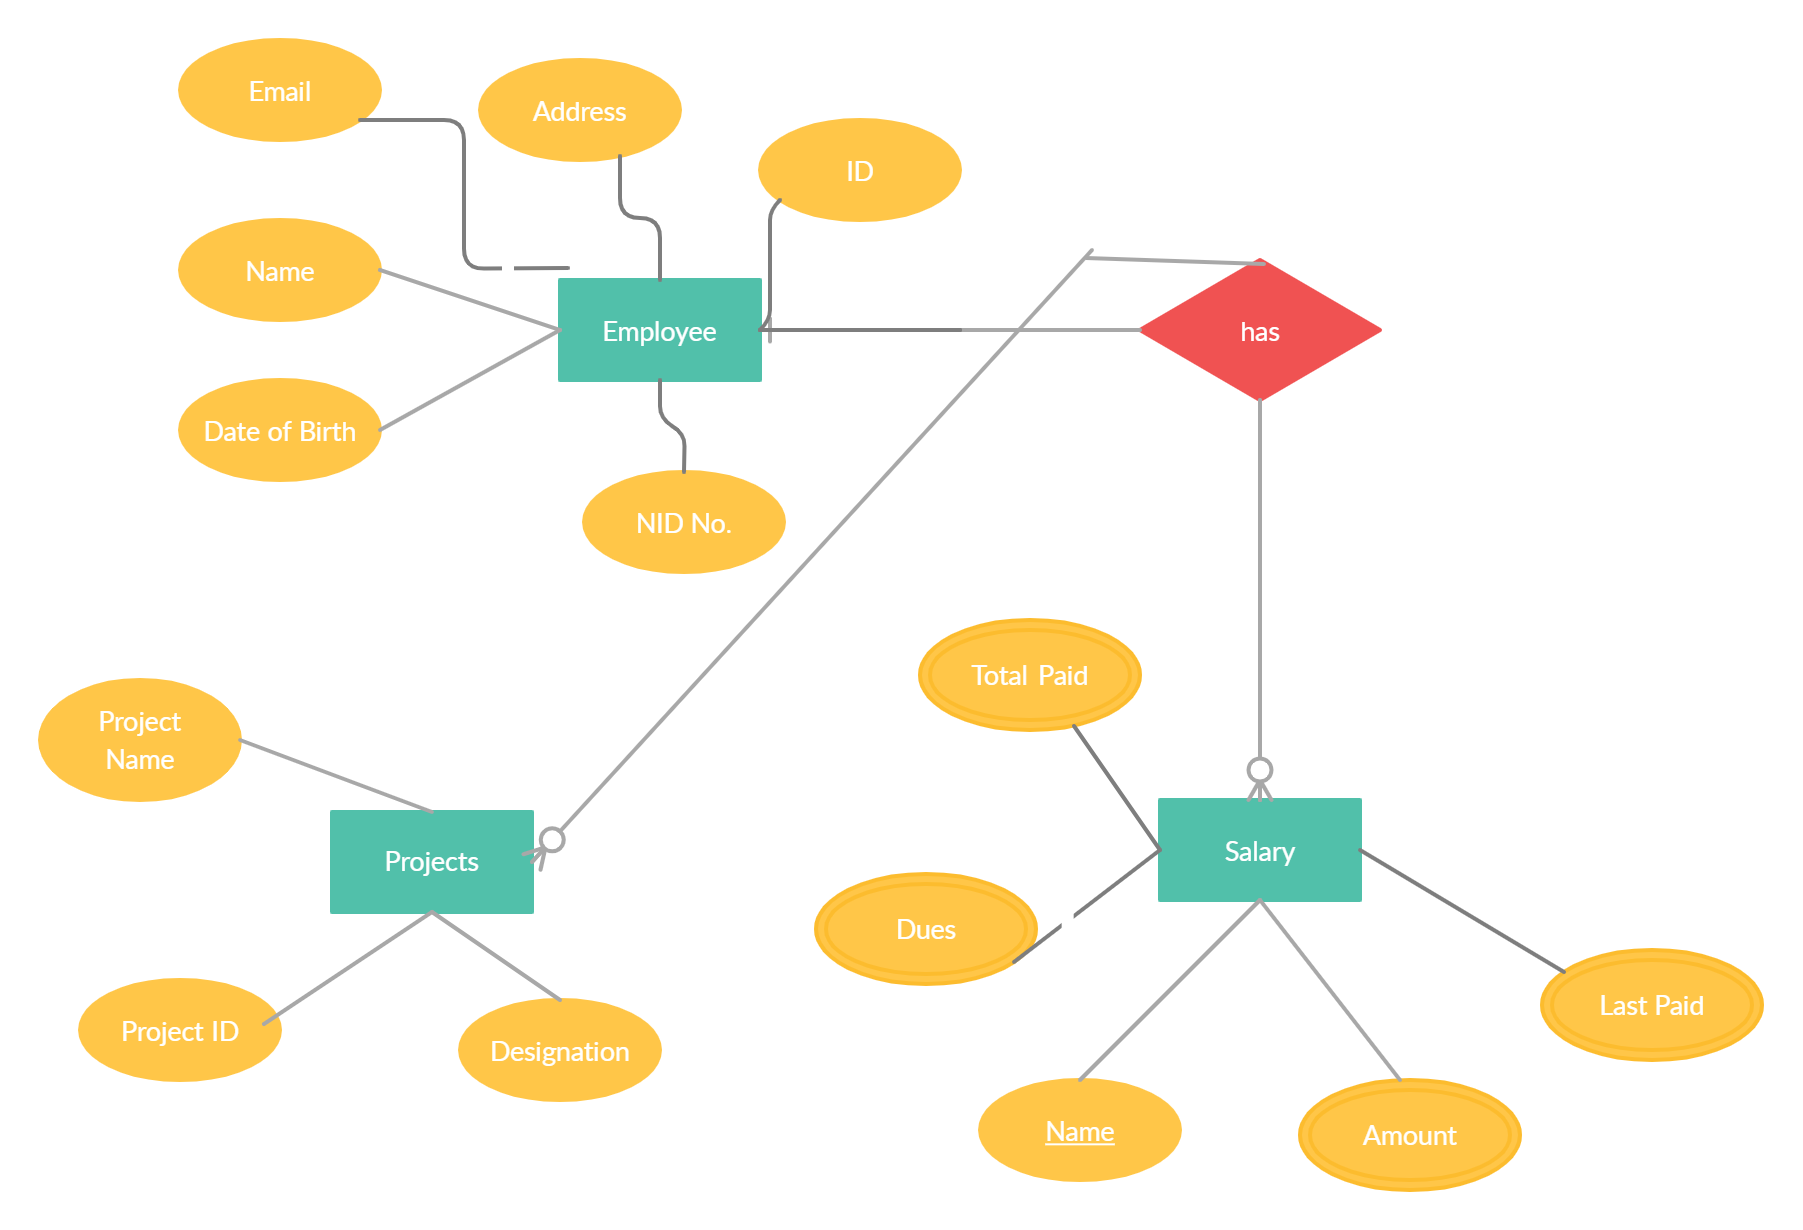 Email
Address
ID
Name
Employee
has
Date of Birth
NID No.
Total Paid
Project
Name
Projects
Salary
Dues
Last Paid
Project ID
Designation
Name
Amount